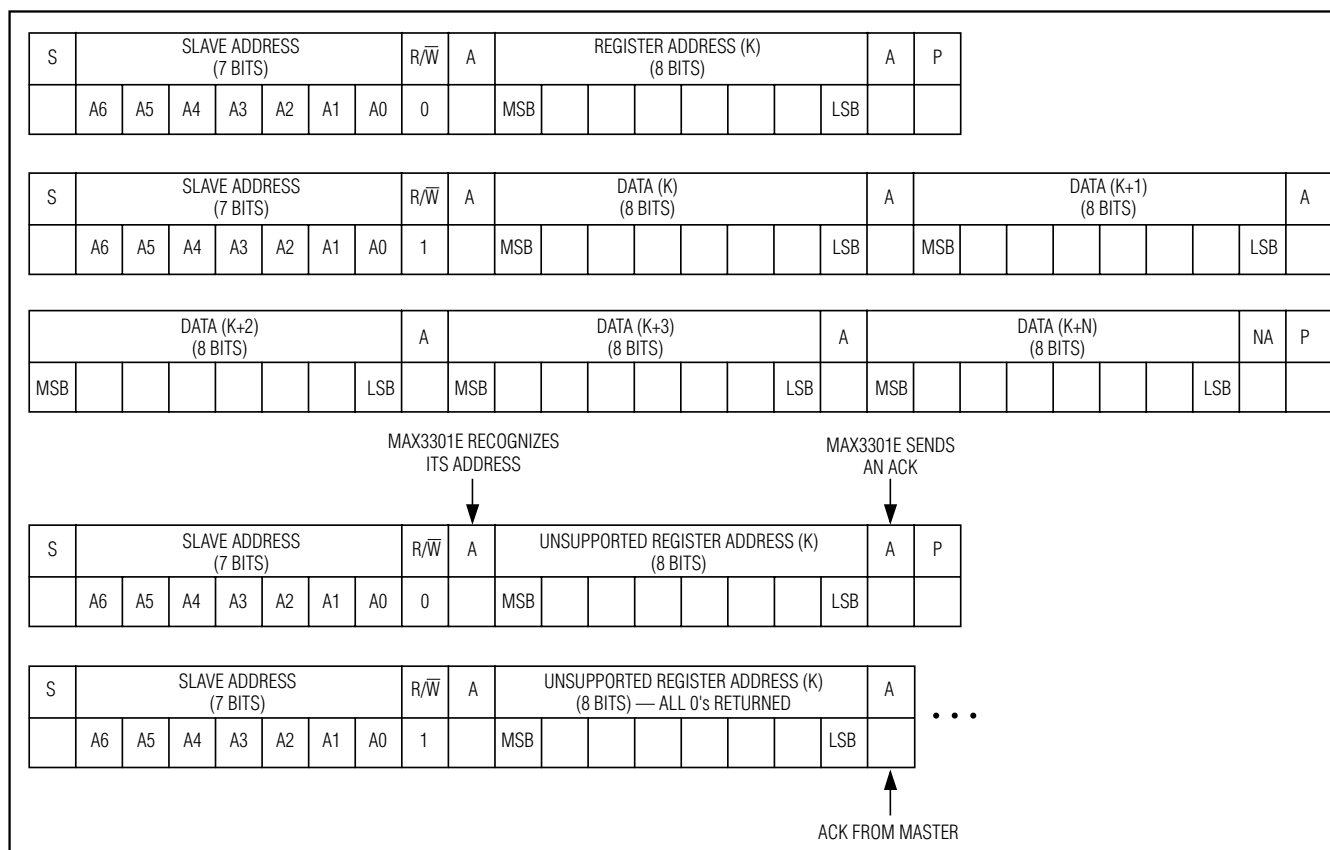 S SLAVE ADDRESS R/W̅ A REGISTER ADDRESS (K) A P
(7 BITS) (8 BITS)
A6 A5 A4 A3 A2 A1 A0 0 MSB LSB
S SLAVE ADDRESS R/W̅ A DATA (K) A DATA (K+1) A
(7 BITS) (8 BITS) (8 BITS)
A6 A5 A4 A3 A2 A1 A0 1 MSB LSB MSB LSB
DATA (K+2) A DATA (K+3) A DATA (K+N) NA P
(8 BITS) (8 BITS) (8 BITS)
MSB LSB MSB LSB MSB LSB
MAX3301E RECOGNIZES MAX3301E SENDS
ITS ADDRESS AN ACK
S SLAVE ADDRESS R/W̅ A UNSUPPORTED REGISTER ADDRESS (K) A P
(7 BITS) (8 BITS)
A6 A5 A4 A3 A2 A1 A0 0 MSB LSB
S SLAVE ADDRESS R/W̅ A UNSUPPORTED REGISTER ADDRESS (K) A
(7 BITS) (8 BITS) — ALL 0's RETURNED • • •
A6 A5 A4 A3 A2 A1 A0 1 MSB LSB
ACK FROM MASTER